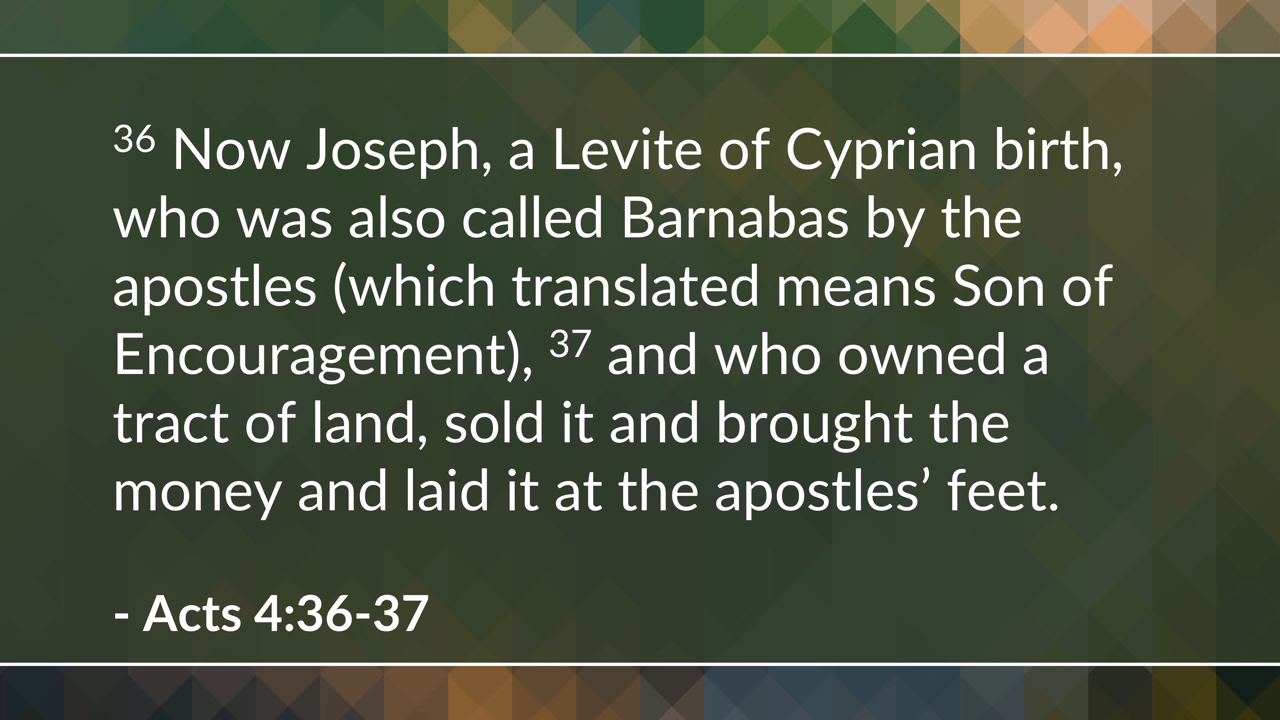 36 Now Joseph, a Levite of Cyprian birth,
who was also called Barnabas by the
apostles (which translated means Son of
Encouragement), 37 and who owned a
tract of land, sold it and brought the
money and laid it at the apostles’ feet.
- Acts 4:36-37